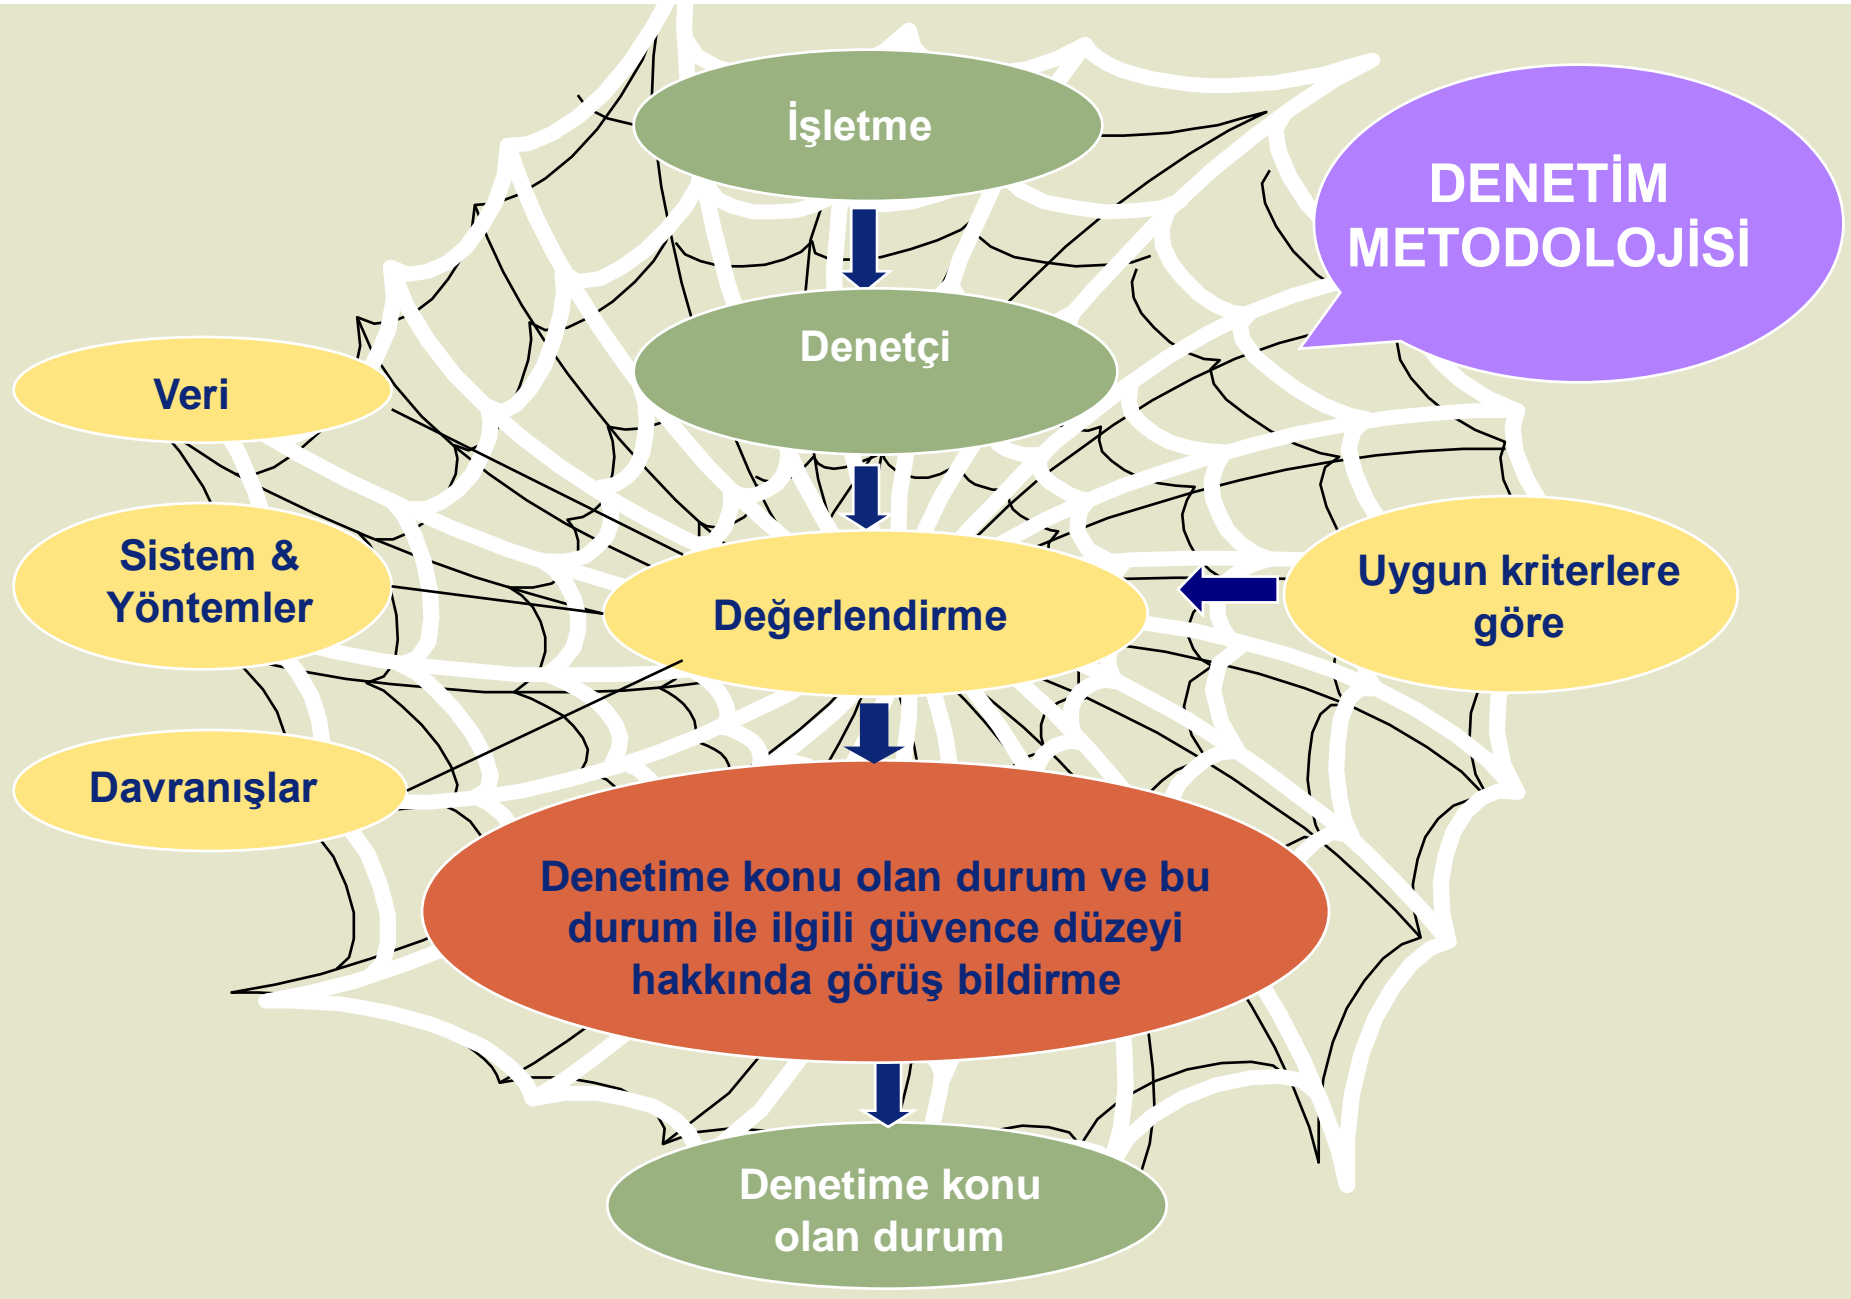 İşletme
DENETİM
METODOLOJİSİ
Denetçi
Veri
Sistem &
Yöntemler
Değerlendirme
Uygun kriterlere
göre
Davranışlar
Denetime konu olan durum ve bu
durum ile ilgili güvence düzeyi
hakkında görüş bildirme
Denetime konu
olan durum